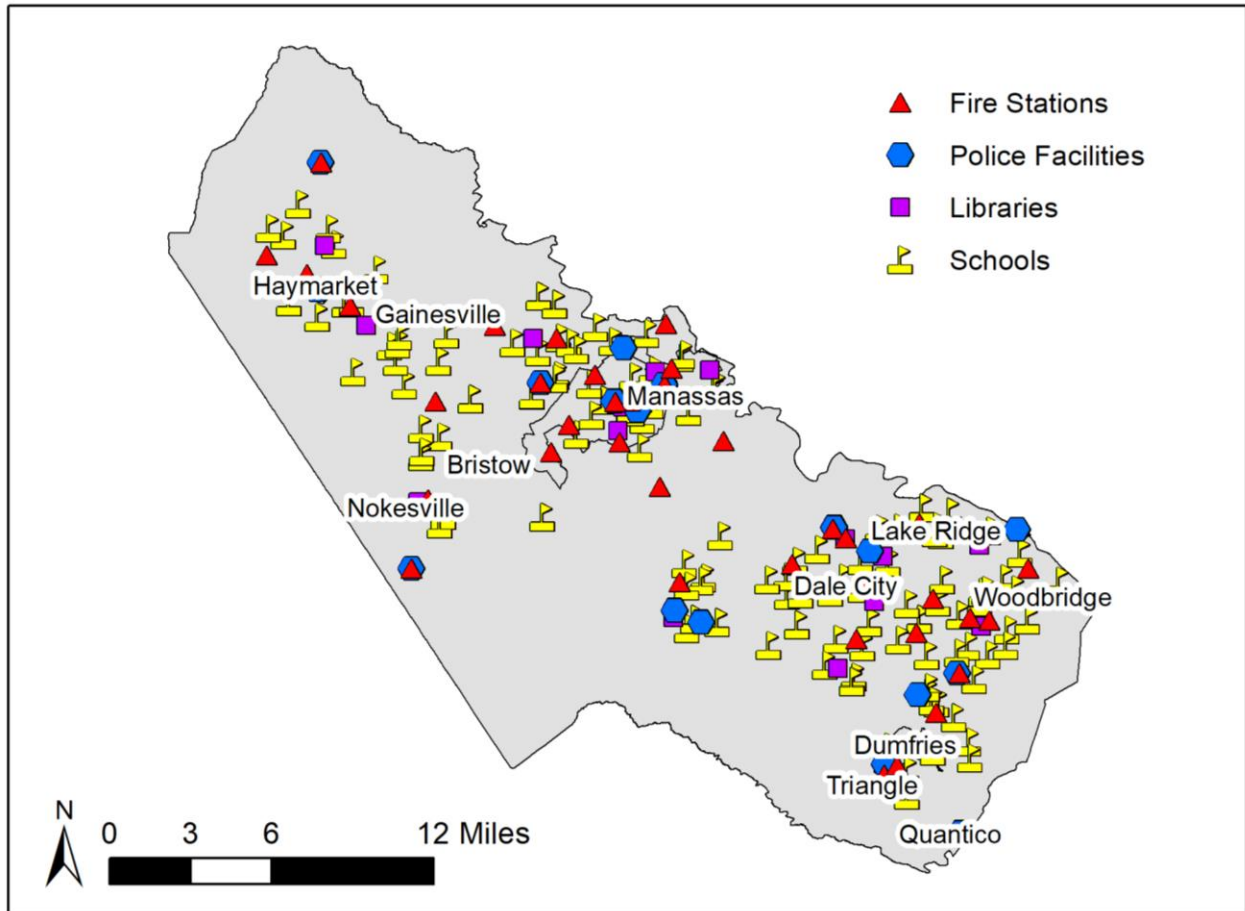 Fire Stations
Police Facilities
Libraries
Schools
Haymarket
Gainesville
Manassas
Bristow
Nokesville
Lake Ridge
Dale City
Woodbridge
Dumfries
Triangle
Quantico
N
0 3 6 12 Miles